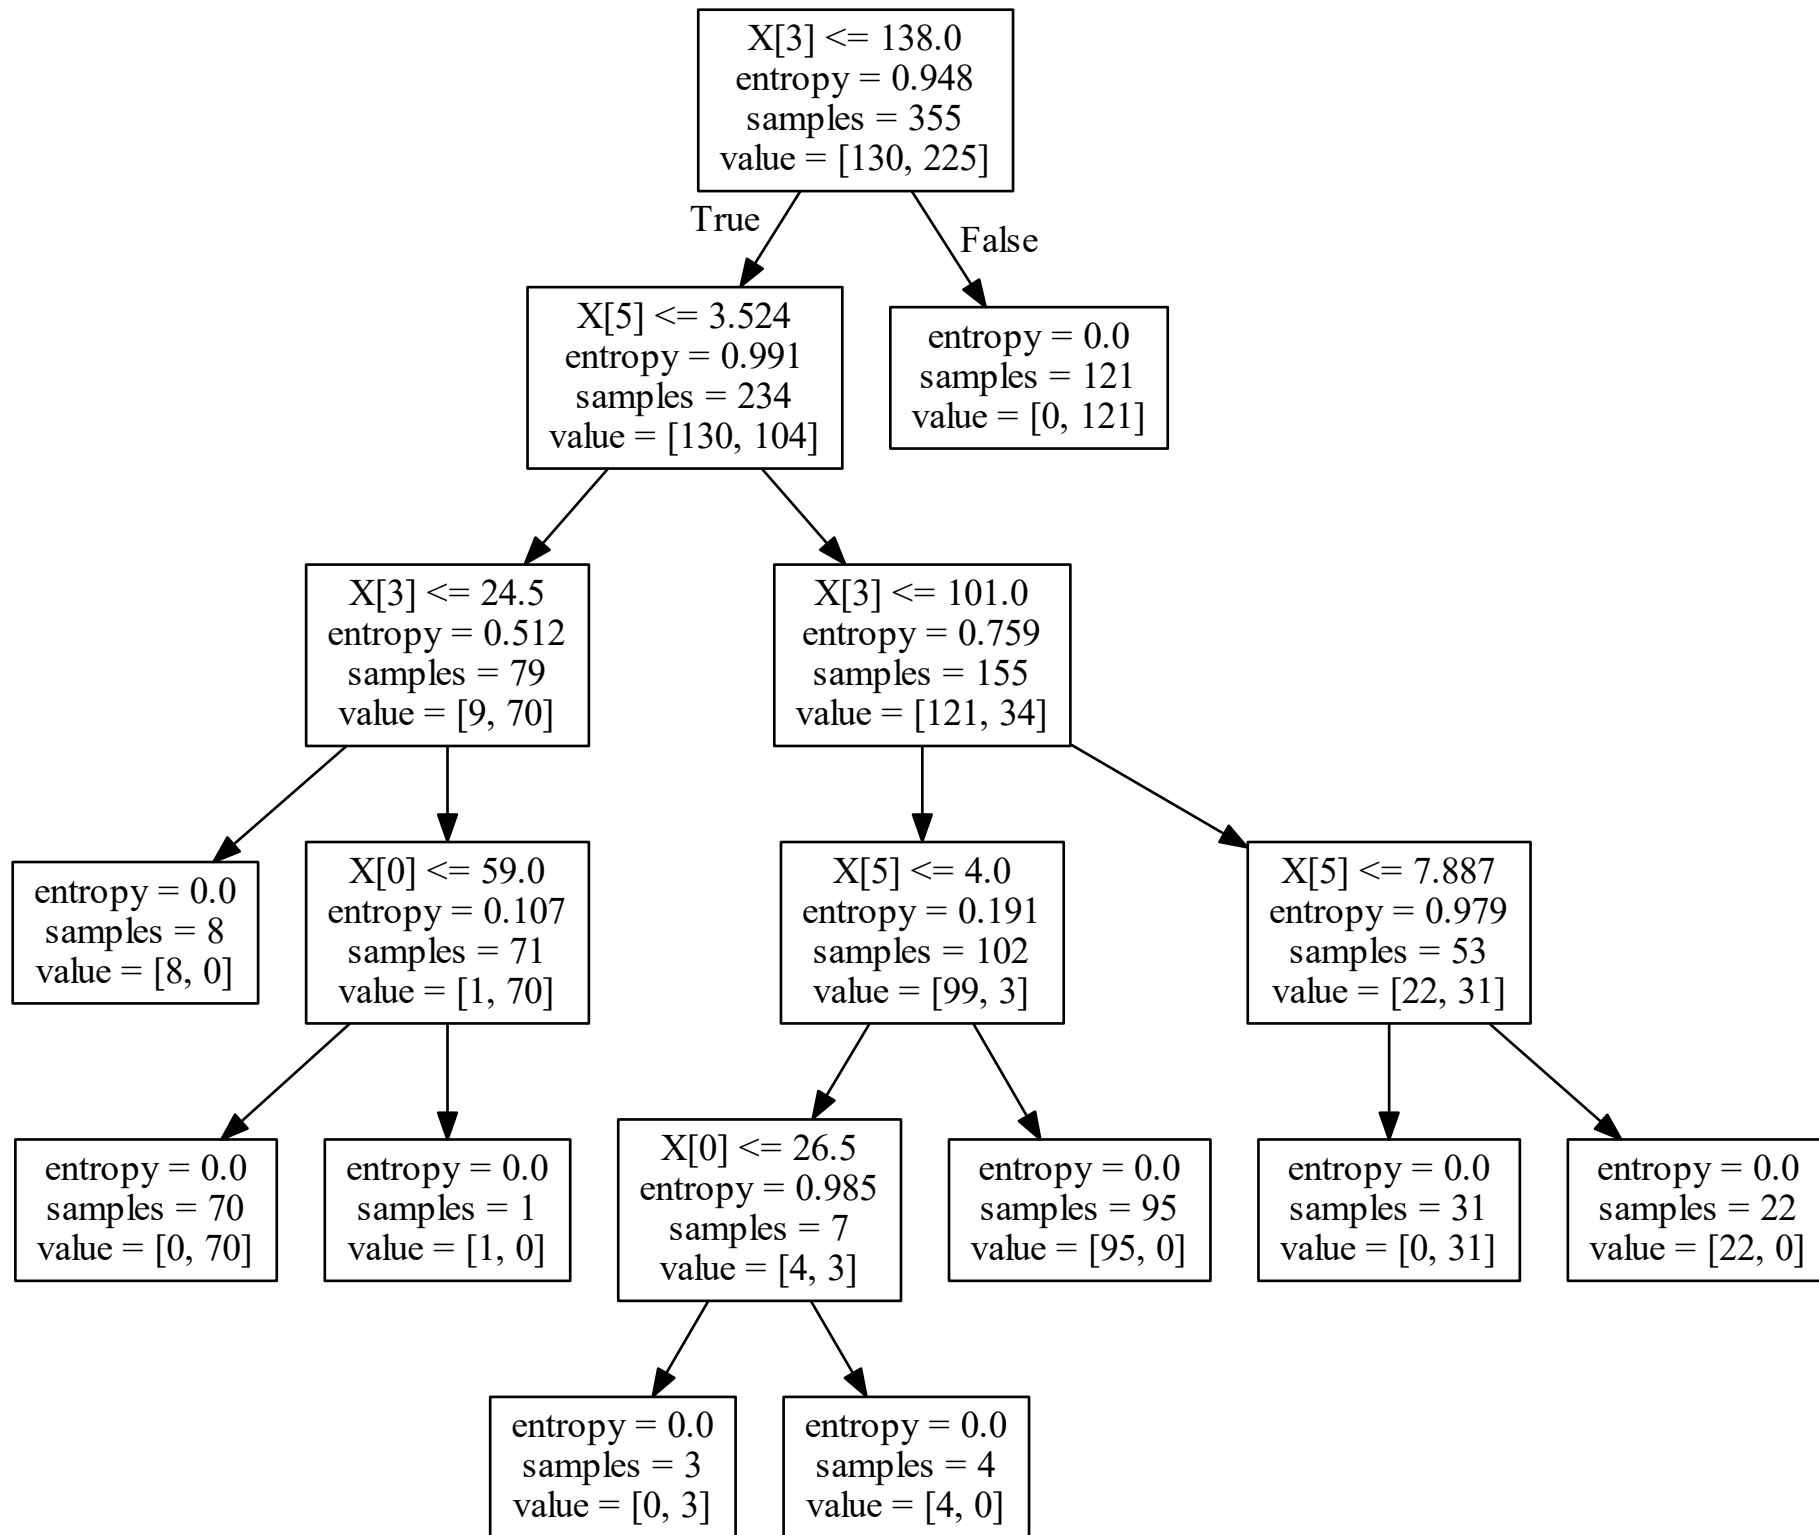 X[3] <= 138.0
entropy = 0.948
samples = 355
value = [130, 225]
True
False
X[5] <= 3.524
entropy = 0.991
samples = 234
value = [130, 104]
entropy = 0.0
samples = 121
value = [0, 121]
X[3] <= 24.5
entropy = 0.512
samples = 79
value = [9, 70]
X[3] <= 101.0
entropy = 0.759
samples = 155
value = [121, 34]
entropy = 0.0
samples = 8
value = [8, 0]
X[0] <= 59.0
entropy = 0.107
samples = 71
value = [1, 70]
X[5] <= 4.0
entropy = 0.191
samples = 102
value = [99, 3]
X[5] <= 7.887
entropy = 0.979
samples = 53
value = [22, 31]
entropy = 0.0
samples = 70
value = [0, 70]
entropy = 0.0
samples = 1
value = [1, 0]
X[0] <= 26.5
entropy = 0.985
samples = 7
value = [4, 3]
entropy = 0.0
samples = 95
value = [95, 0]
entropy = 0.0
samples = 31
value = [0, 31]
entropy = 0.0
samples = 22
value = [22, 0]
entropy = 0.0
samples = 3
value = [0, 3]
entropy = 0.0
samples = 4
value = [4, 0]